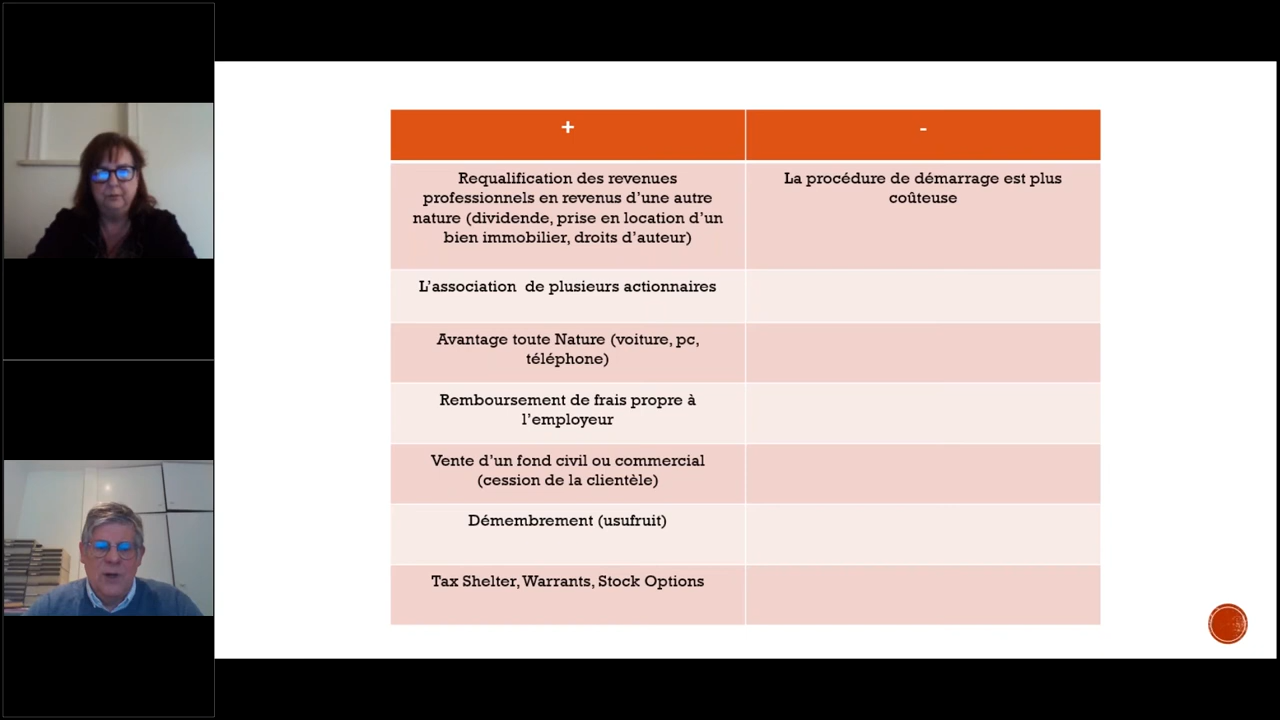 +
-
Requalification des revenues
professionnels en revenus d’une autre
nature (dividende, prise en location d’un
bien immobilier, droits d’auteur)
La procédure de démarrage est plus
coûteuse
L’association  de plusieurs actionnaires
Avantage toute Nature (voiture, pc,
téléphone)
Remboursement de frais propre à
l’employeur
Vente d’un fond civil ou commercial
(cession de la clientèle)
Démembrement (usufruit)
Tax Shelter, Warrants, Stock Options